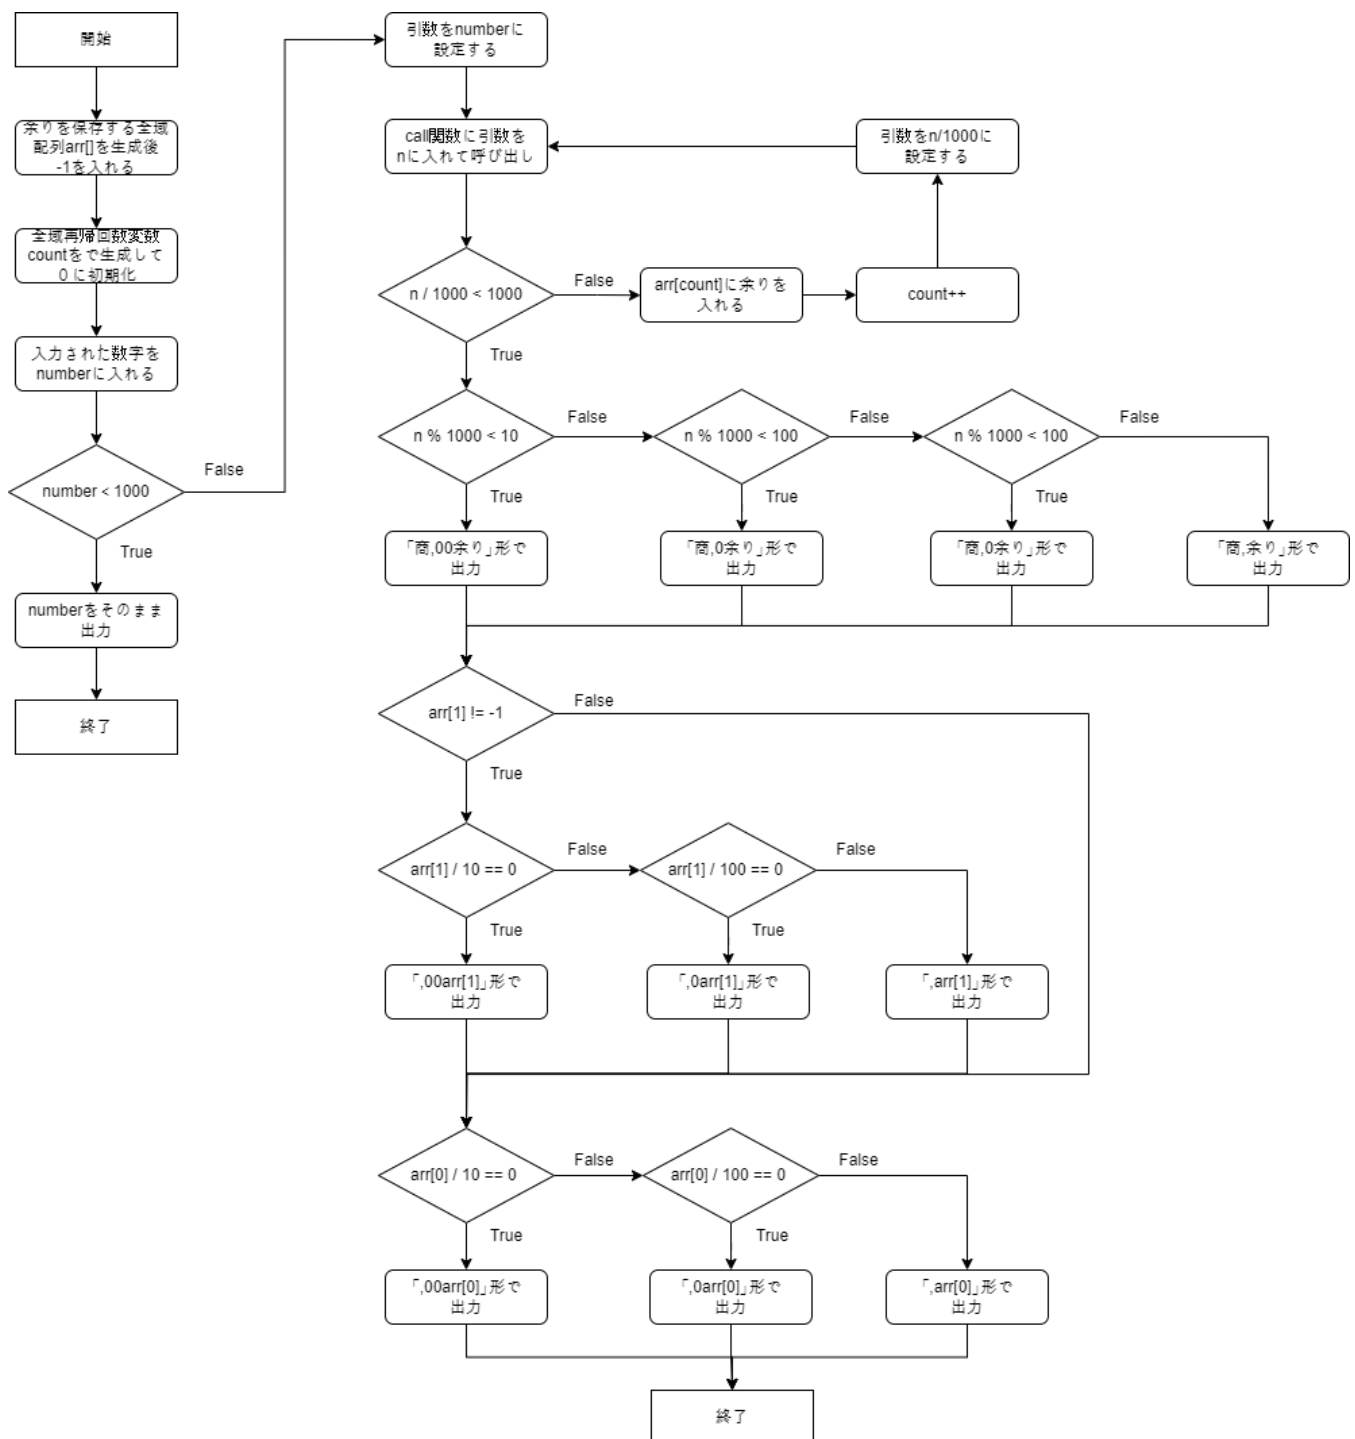 開始
余りを保存する全域
配列arr[]を生成後
-1を入れる
全域再帰回数変数
countをで生成して
０に初期化
入力された数字を
numberに入れる
number < 1000
False
True
numberをそのまま
出力
終了
引数をnumberに
設定する
call関数に引数を
nに入れて呼び出し
引数をn/1000に
設定する
n / 1000 < 1000
False
arr[count]に余りを
入れる
count++
True
n % 1000 < 10
False
n % 1000 < 100
False
n % 1000 < 100
False
True
True
True
「商,00余り」形で
出力
「商,0余り」形で
出力
「商,0余り」形で
出力
「商,余り」形で
出力
arr[1] != -1
False
True
arr[1] / 10 == 0
False
arr[1] / 100 == 0
False
True
True
「,00arr[1]」形で
出力
「,0arr[1]」形で
出力
「,arr[1]」形で
出力
arr[0] / 10 == 0
False
arr[0] / 100 == 0
False
True
True
「,00arr[0]」形で
出力
「,0arr[0]」形で
出力
「,arr[0]」形で
出力
終了